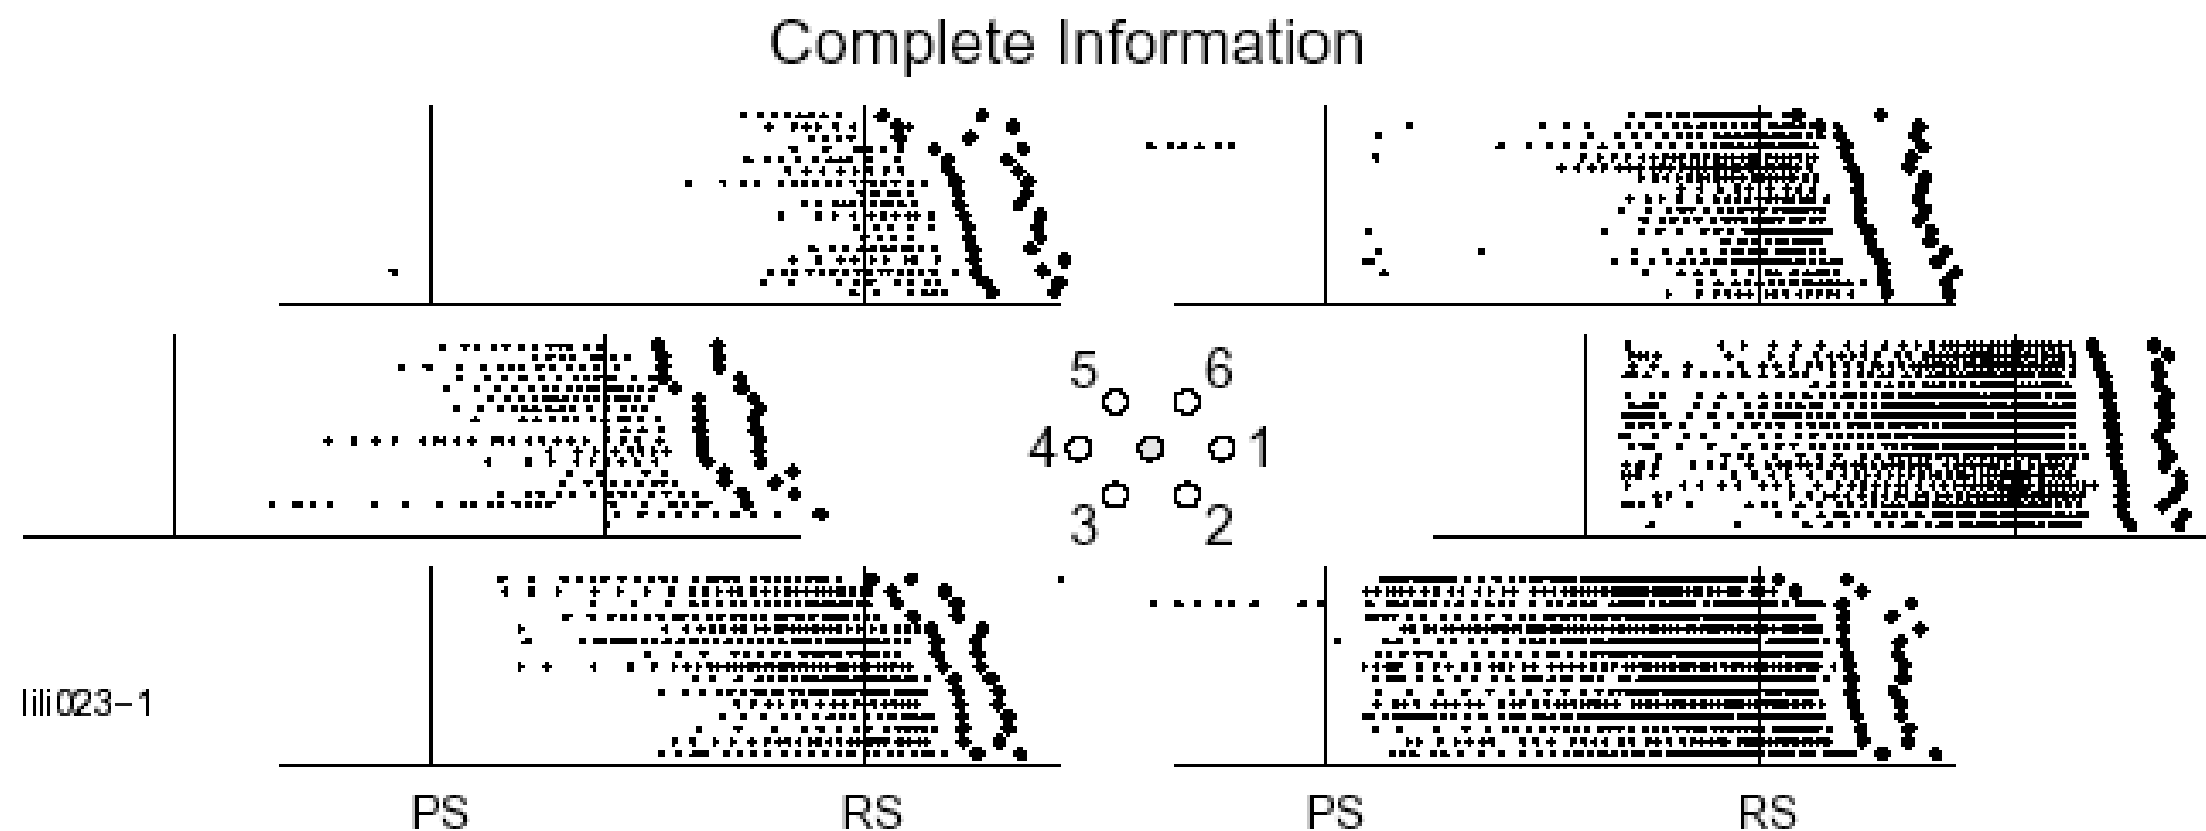 Complete Information
5 6
4 1
3 2
lili023-1
PS RS PS RS